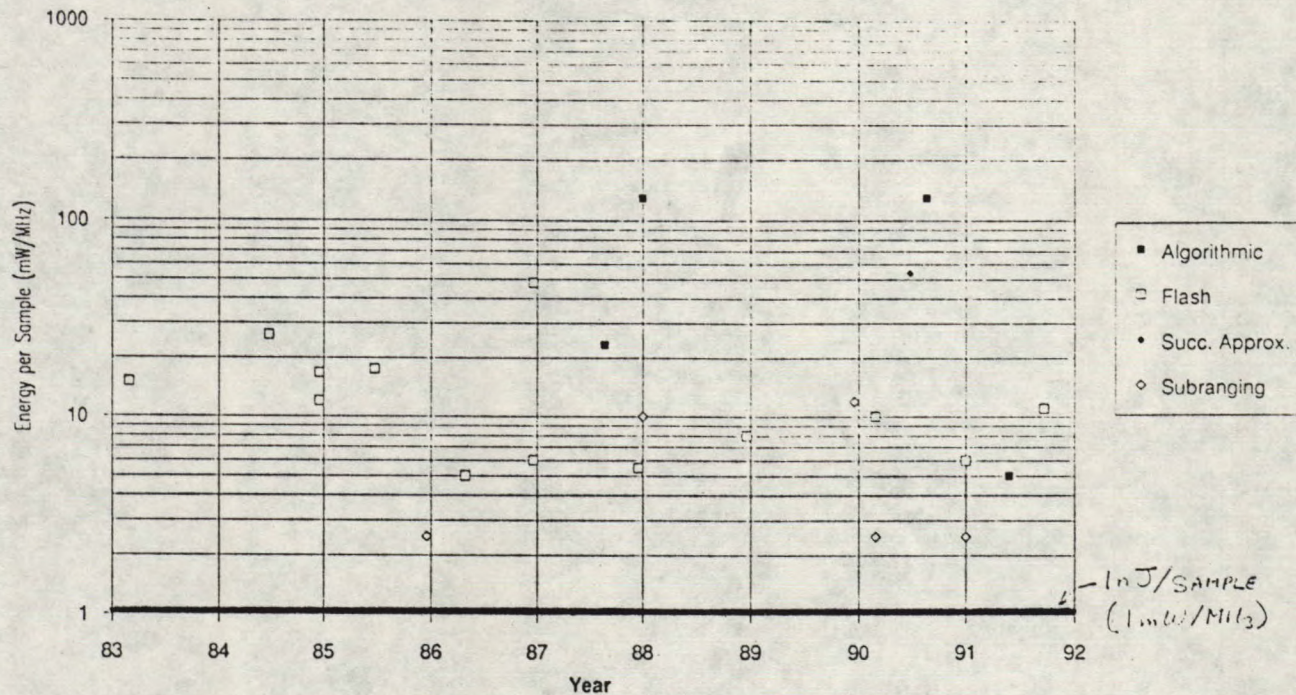 1000
100
10
1
Energy per Sample (mW/MHz)
83 84 85 86 87 88 89 90 91 92
Year
Algorithmic
Flash
Succ. Approx.
Subranging
1nJ/SAMPLE
(1mW/MHz)